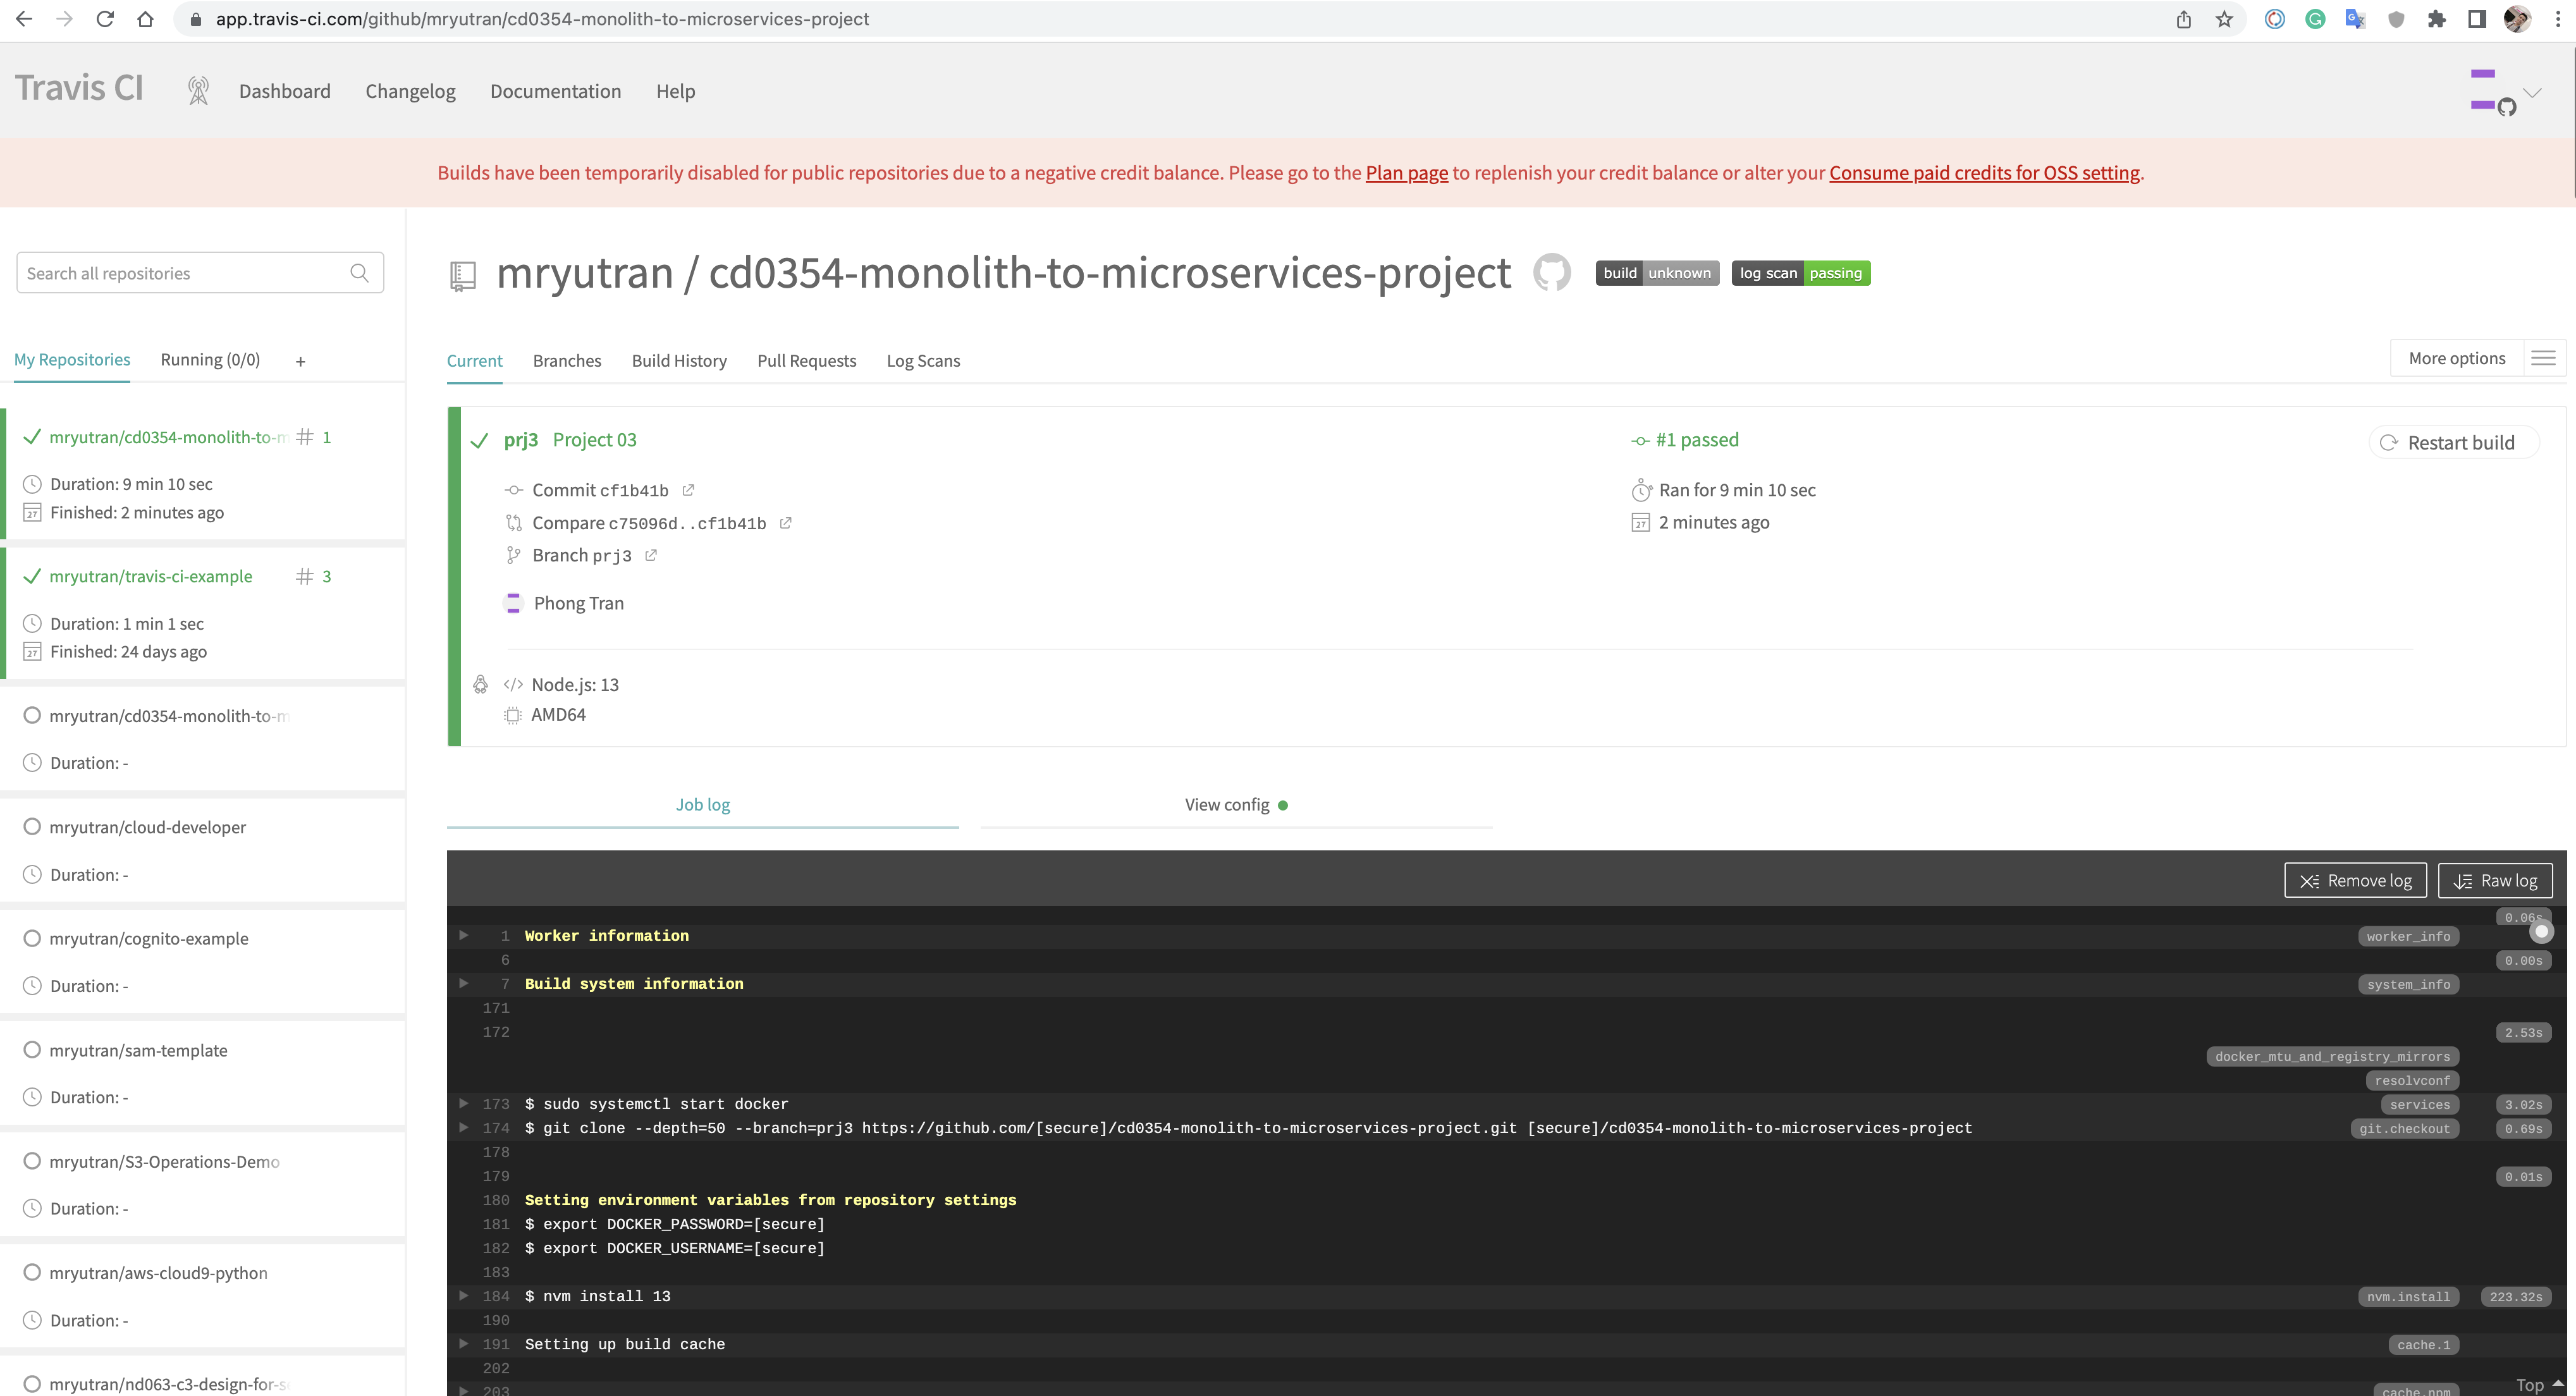 app.travis-ci.com/github/mryutran/cd0354-monolith-to-microservices-project
Travis CI
Dashboard
Changelog
Documentation
Help
Builds have been temporarily disabled for public repositories due to a negative credit balance. Please go to the Plan page to replenish your credit balance or alter your Consume paid credits for OSS setting.
Search all repositories
My Repositories
Running (0/0)
+
mryutran/cd0354-monolith-to-m
# 1
Duration: 9 min 10 sec
Finished: 2 minutes ago
mryutran/travis-ci-example
# 3
Duration: 1 min 1 sec
Finished: 24 days ago
mryutran/cd0354-monolith-to-m
Duration: -
mryutran/cloud-developer
Duration: -
mryutran/cognito-example
Duration: -
mryutran/sam-template
Duration: -
mryutran/S3-Operations-Demo
Duration: -
mryutran/aws-cloud9-python
Duration: -
mryutran/nd063-c3-design-for-s
mryutran / cd0354-monolith-to-microservices-project
build unknown
log scan passing
Current
Branches
Build History
Pull Requests
Log Scans
More options
prj3 Project 03
Commit cf1b41b
Compare c75096d..cf1b41b
Branch prj3
Phong Tran
#1 passed
Ran for 9 min 10 sec
2 minutes ago
Restart build
</> Node.js: 13
AMD64
Job log
View config
Remove log
Raw log
0.06s
1 Worker information worker_info
6 0.00s
7 Build system information system_info
171
172 2.53s
docker_mtu_and_registry_mirrors
resolvconf
173 $ sudo systemctl start docker services 3.02s
174 $ git clone --depth=50 --branch=prj3 https://github.com/[secure]/cd0354-monolith-to-microservices-project.git [secure]/cd0354-monolith-to-microservices-project git.checkout 0.69s
178
179 0.01s
180 Setting environment variables from repository settings
181 $ export DOCKER_PASSWORD=[secure]
182 $ export DOCKER_USERNAME=[secure]
183
184 $ nvm install 13 nvm.install 223.32s
190
191 Setting up build cache cache.1
202
203 cache.npm
Top